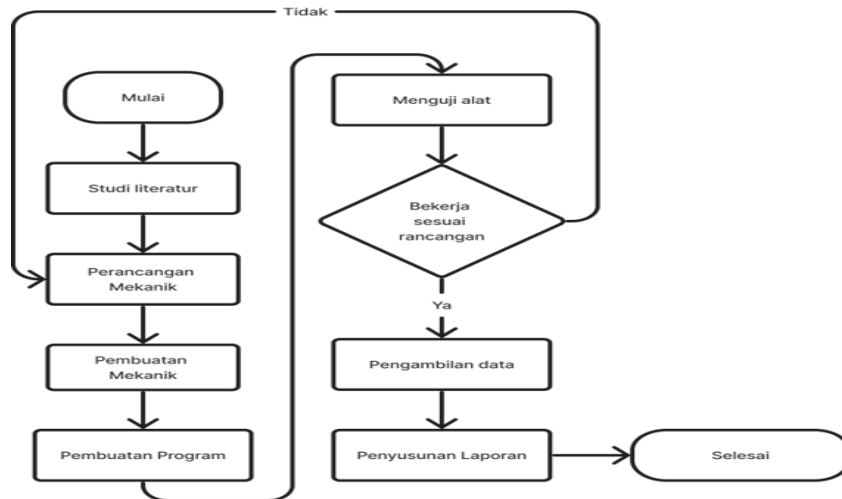 Tidak
Mulai
Studi literatur
Perancangan
Mekanik
Pembuatan
Mekanik
Pembuatan Program
Menguji alat
Bekerja
sesuai
rancangan
Ya
Pengambilan data
Penyusunan Laporan
Selesai